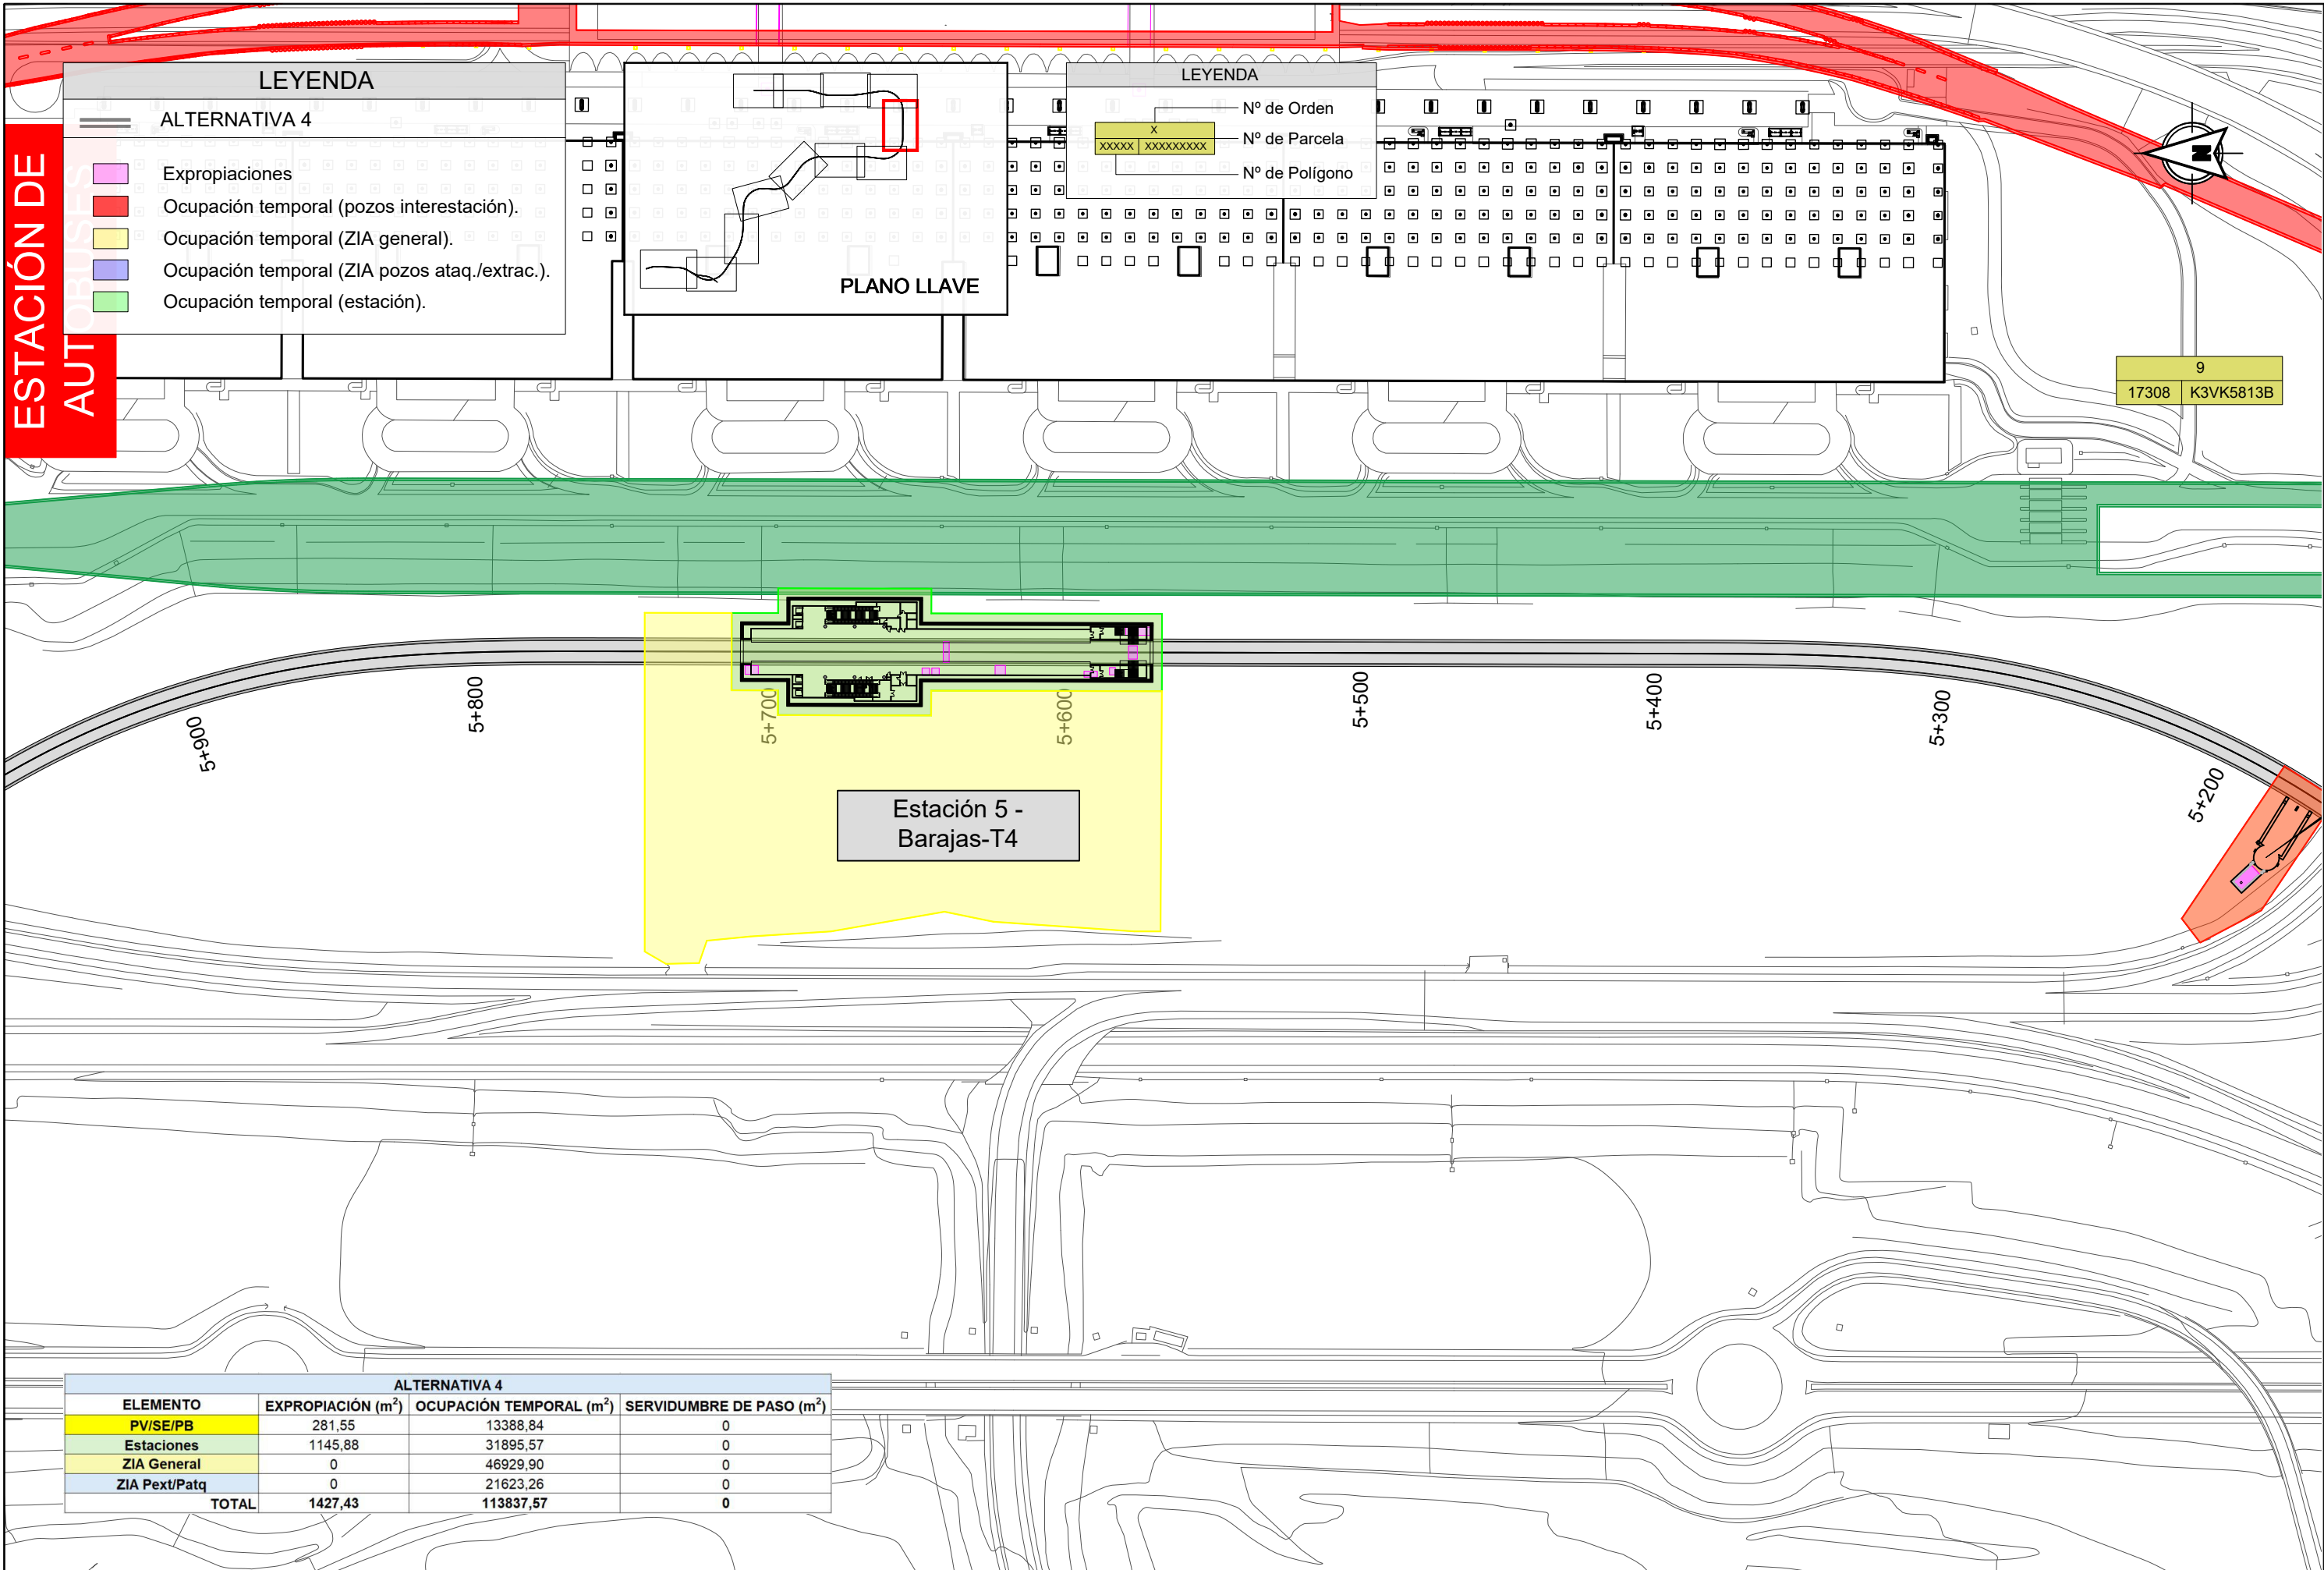 LEYENDA
ALTERNATIVA 4
Expropiaciones
Ocupación temporal (pozos interestación).
Ocupación temporal (ZIA general).
Ocupación temporal (ZIA pozos ataq./extrac.).
Ocupación temporal (estación).
ESTACIÓN DE
AUTOBUSES
PLANO LLAVE
LEYENDA
X
XXXXX XXXXXXXXX
Nº de Orden
Nº de Parcela
Nº de Polígono
N
9
17308 K3VK5813B
5+900
5+800
5+700
5+600
5+500
5+400
5+300
5+200
Estación 5 -
Barajas-T4
ALTERNATIVA 4
ELEMENTO EXPROPIACIÓN (m²) OCUPACIÓN TEMPORAL (m²) SERVIDUMBRE DE PASO (m²)
PV/SE/PB 281,55 13388,84 0
Estaciones 1145,88 31895,57 0
ZIA General 0 46929,90 0
ZIA Pext/Patq 0 21623,26 0
TOTAL 1427,43 113837,57 0